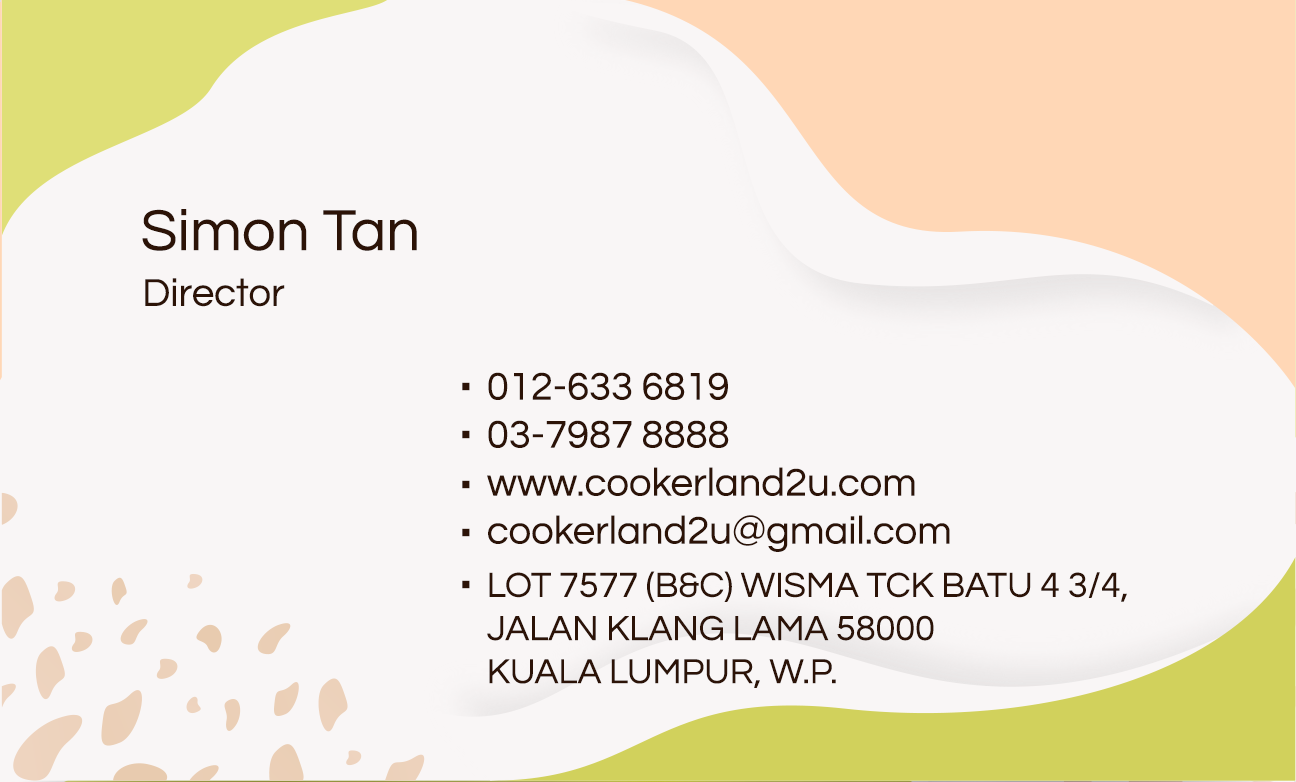 Simon Tan
Director
▪ 012-633 6819
▪ 03-7987 8888
▪ www.cookerland2u.com
▪ cookerland2u@gmail.com
▪ LOT 7577 (B&C) WISMA TCK BATU 4 3/4,
JALAN KLANG LAMA 58000
KUALA LUMPUR, W.P.